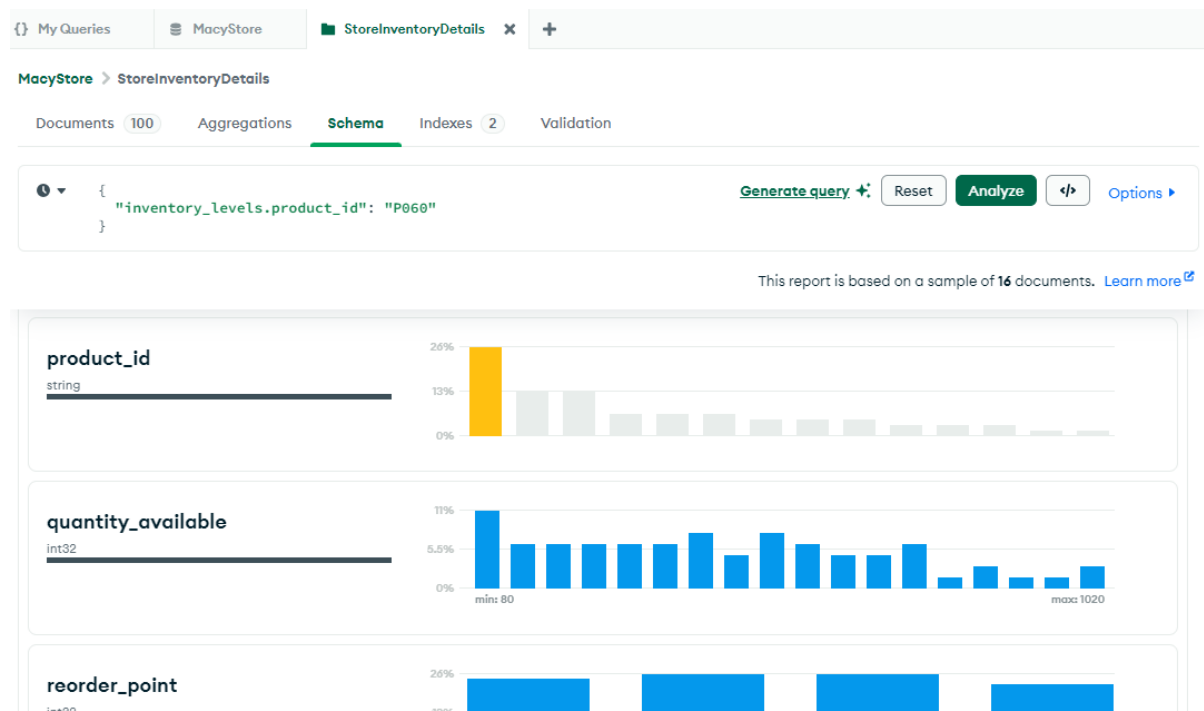 {} My Queries MacyStore StoreInventoryDetails
MacyStore > StoreInventoryDetails
Documents 100 Aggregations Schema Indexes 2 Validation
{
"inventory_levels.product_id": "P060"
}
Generate query Reset Analyze </> Options
This report is based on a sample of 16 documents. Learn more
product_id
string
26%
13%
0%
quantity_available
int32
11%
5.5%
0%
min: 80 max: 1020
reorder_point
26%